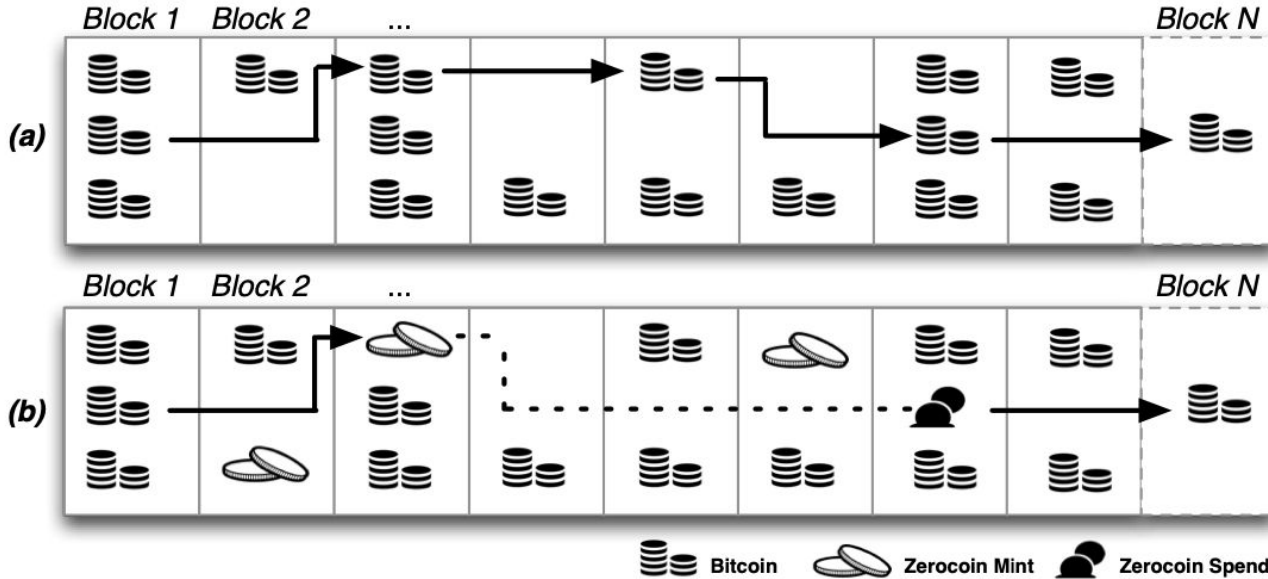 Block 1 Block 2 ... Block N
(a)
Block 1 Block 2 ... Block N
(b)
Bitcoin Zerocoin Mint Zerocoin Spend